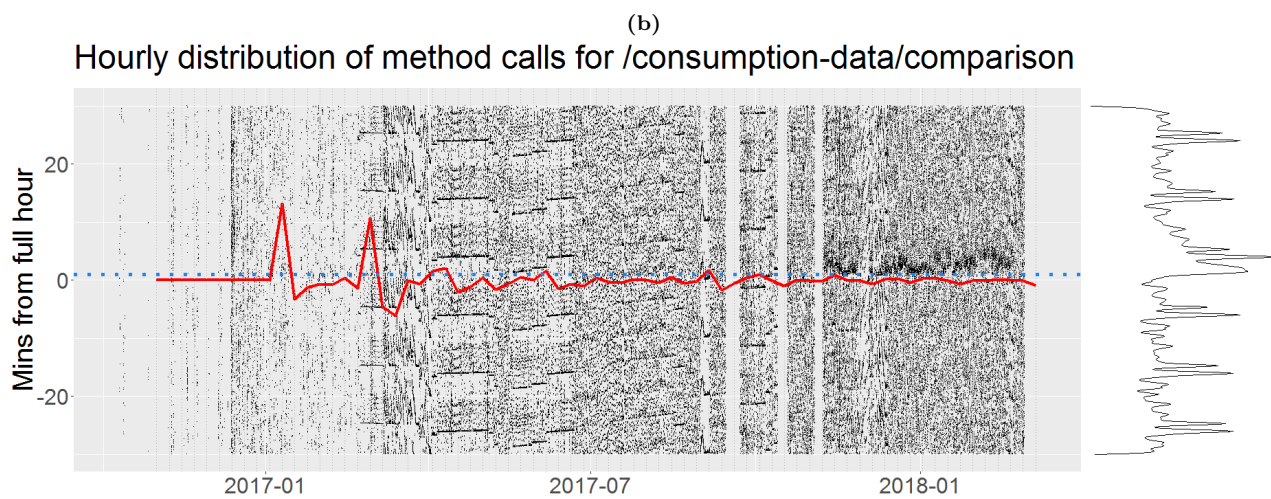 (b)
Hourly distribution of method calls for /consumption-data/comparison
Mins from full hour
20
0
-20
2017-01
2017-07
2018-01